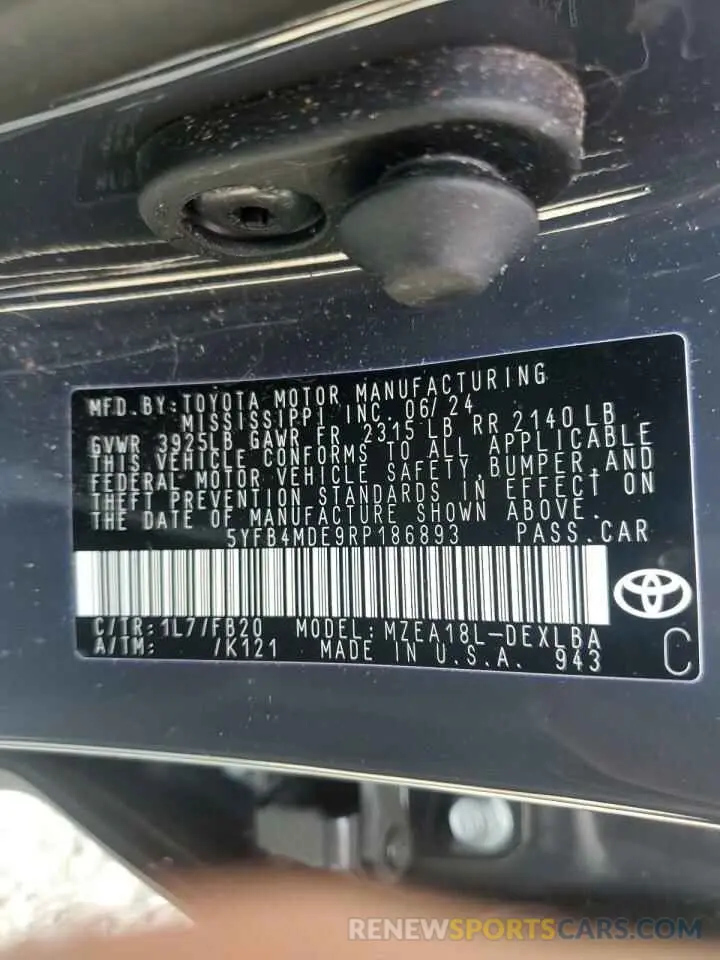 MFD.BY:TOYOTA MOTOR MANUFACTURING
MISSISSIPPI INC. 06/24
GVWR 3925LB GAWR FR 2315 LB RR 2140 LB
THIS VEHICLE CONFORMS TO ALL APPLICABLE
FEDERAL MOTOR VEHICLE SAFETY, BUMPER, AND
THEFT PREVENTION STANDARDS IN EFFECT ON
THE DATE OF MANUFACTURE SHOWN ABOVE.
5YFB4MDE9RP186893 PASS.CAR
C/TR:1L7/FB20 MODEL:MZEA18L-DEXLBA
A/TM: /K121 MADE IN U.S.A. 943
C
RENEWSPORTSCARS.COM